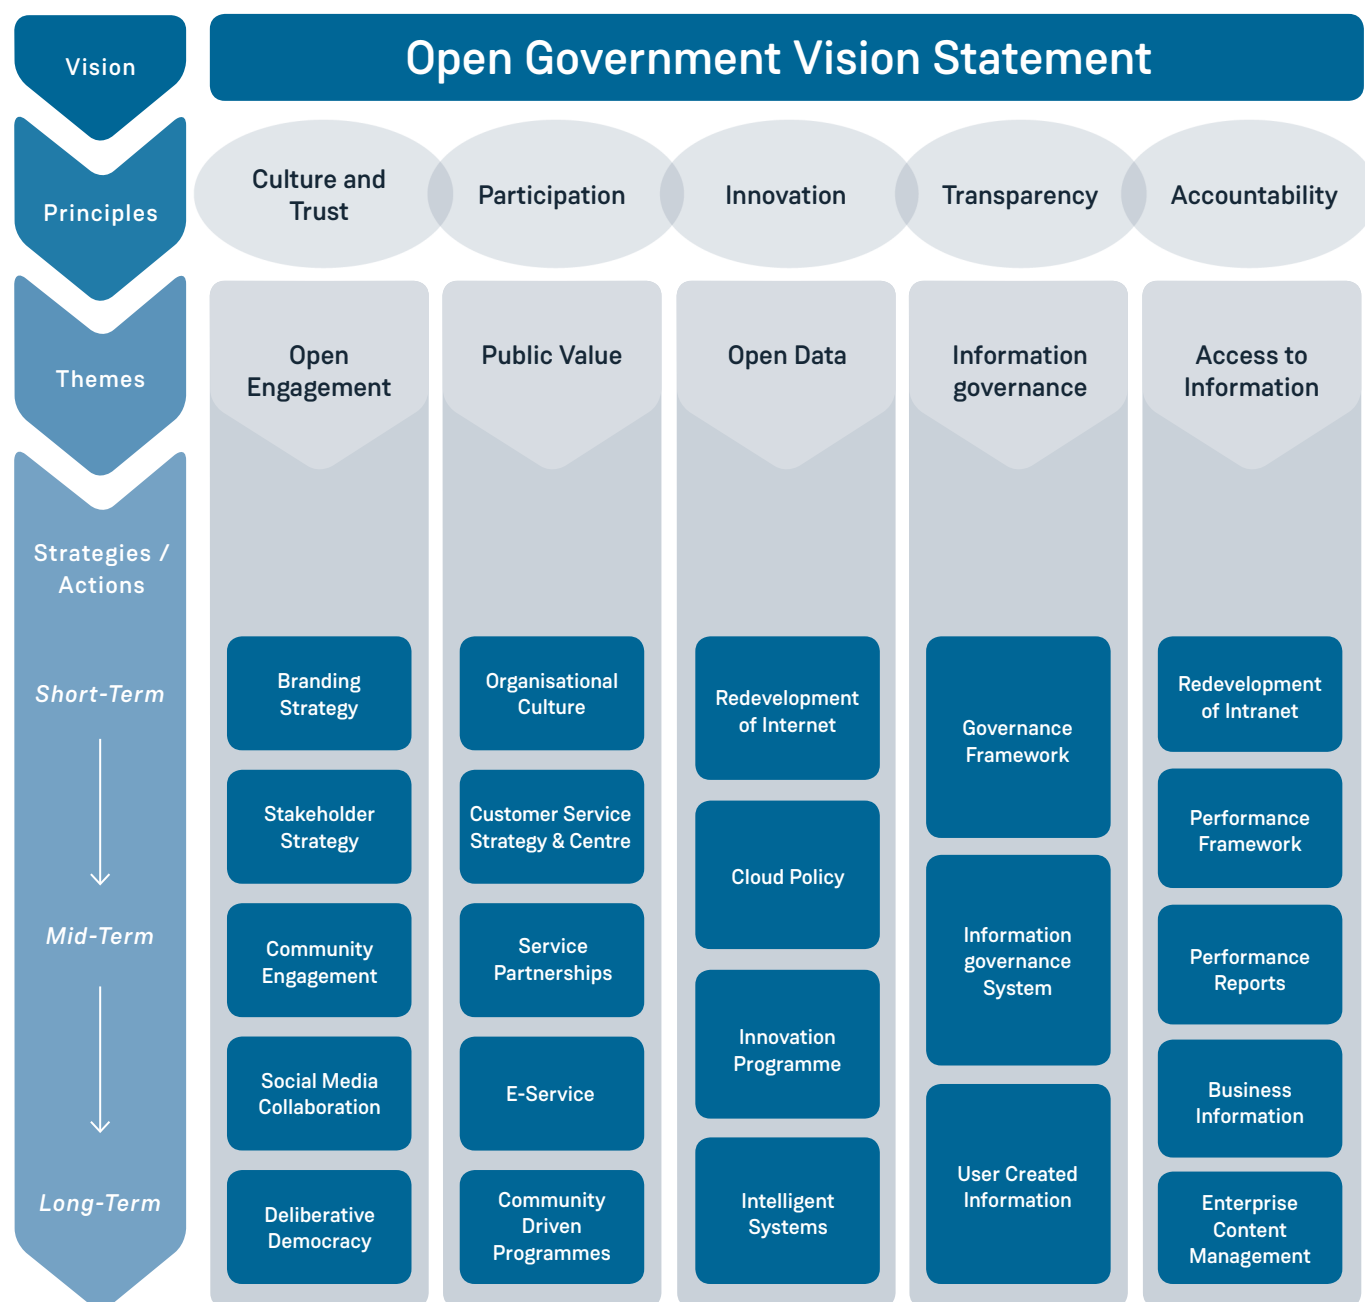 Vision
Open Government Vision Statement
Principles
Culture and
Trust
Participation
Innovation
Transparency
Accountability
Themes
Open
Engagement
Public Value
Open Data
Information
governance
Access to
Information
Strategies /
Actions
Short-Term
Mid-Term
Long-Term
Branding
Strategy
Stakeholder
Strategy
Community
Engagement
Social Media
Collaboration
Deliberative
Democracy
Organisational
Culture
Customer Service
Strategy & Centre
Service
Partnerships
E-Service
Community
Driven
Programmes
Redevelopment
of Internet
Cloud Policy
Innovation
Programme
Intelligent
Systems
Governance
Framework
Information
governance
System
User Created
Information
Redevelopment
of Intranet
Performance
Framework
Performance
Reports
Business
Information
Enterprise
Content
Management